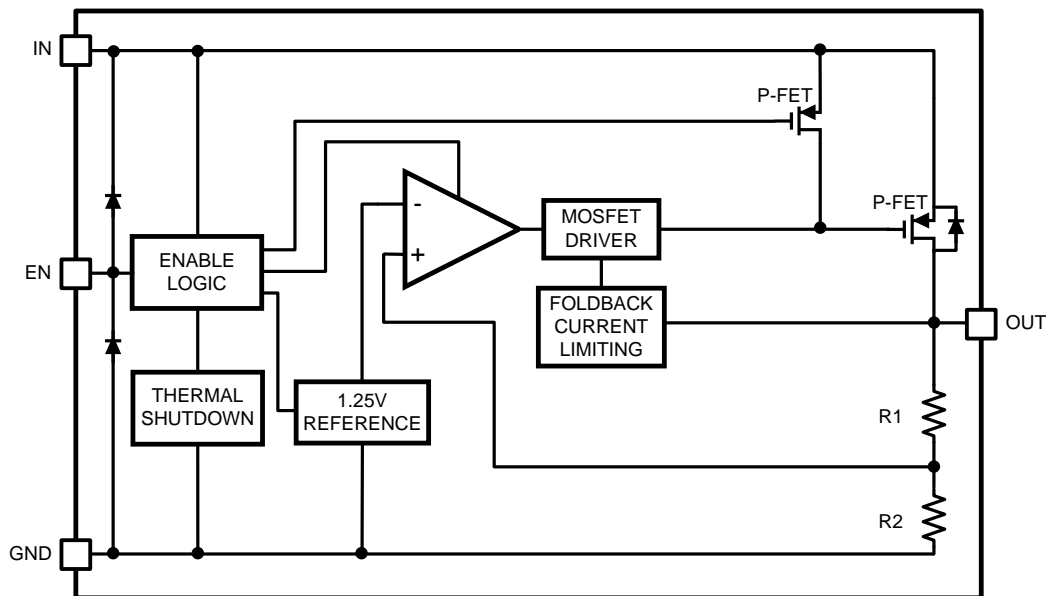 IN
P-FET
P-FET
-
MOSFET
DRIVER
+
EN
ENABLE
LOGIC
FOLDBACK
CURRENT
LIMITING
OUT
THERMAL
SHUTDOWN
1.25V
REFERENCE
R1
R2
GND